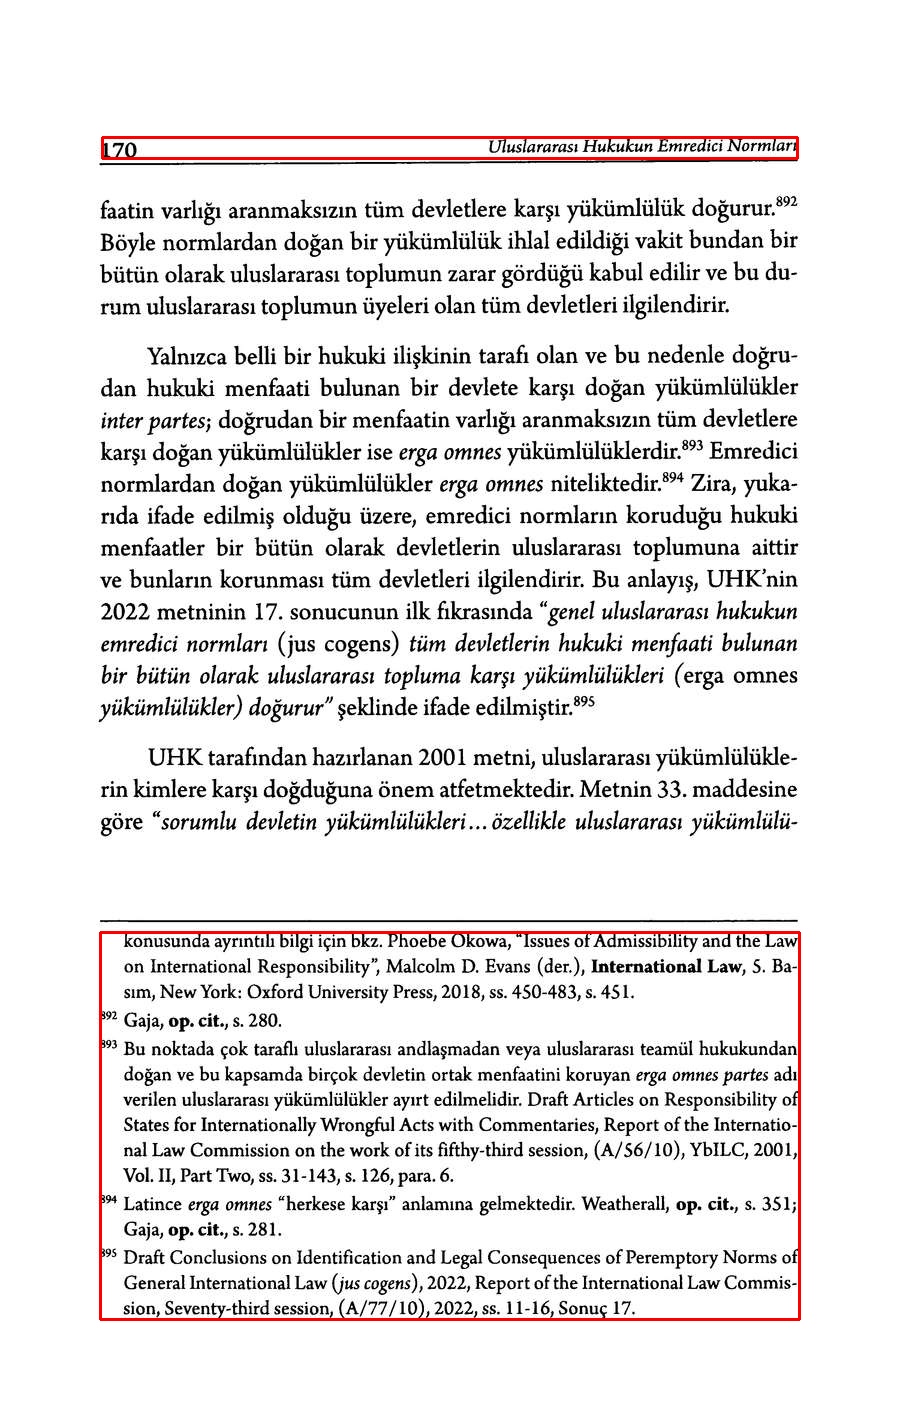 170 Uluslararası Hukukun Emredici Normları
faatin varlığı aranmaksızın tüm devletlere karşı yükümlülük doğurur.892
Böyle normlardan doğan bir yükümlülük ihlal edildiği vakit bundan bir
bütün olarak uluslararası toplumun zarar gördüğü kabul edilir ve bu du-
rum uluslararası toplumun üyeleri olan tüm devletleri ilgilendirir.
Yalnızca belli bir hukuki ilişkinin tarafı olan ve bu nedenle doğru-
dan hukuki menfaati bulunan bir devlete karşı doğan yükümlülükler
inter partes; doğrudan bir menfaatin varlığı aranmaksızın tüm devletlere
karşı doğan yükümlülükler ise erga omnes yükümlülüklerdir.893 Emredici
normlardan doğan yükümlülükler erga omnes niteliktedir.894 Zira, yuka-
rıda ifade edilmiş olduğu üzere, emredici normların koruduğu hukuki
menfaatler bir bütün olarak devletlerin uluslararası toplumuna aittir
ve bunların korunması tüm devletleri ilgilendirir. Bu anlayış, UHK'nin
2022 metninin 17. sonucunun ilk fıkrasında “genel uluslararası hukukun
emredici normları (jus cogens) tüm devletlerin hukuki menfaati bulunan
bir bütün olarak uluslararası topluma karşı yükümlülükleri (erga omnes
yükümlülükler) doğurur” şeklinde ifade edilmiştir.895
UHK tarafından hazırlanan 2001 metni, uluslararası yükümlülükle-
rin kimlere karşı doğduğuna önem atfetmektedir. Metnin 33. maddesine
göre “sorumlu devletin yükümlülükleri... özellikle uluslararası yükümlülü-
konusunda ayrıntılı bilgi için bkz. Phoebe Okowa, “Issues of Admissibility and the Law
on International Responsibility”, Malcolm D. Evans (der.), International Law, 5. Ba-
sım, New York: Oxford University Press, 2018, ss. 450-483, s. 451.
892 Gaja, op. cit., s. 280.
893 Bu noktada çok taraflı uluslararası andlaşmadan veya uluslararası teamül hukukundan
doğan ve bu kapsamda birçok devletin ortak menfaatini koruyan erga omnes partes adı
verilen uluslararası yükümlülükler ayırt edilmelidir. Draft Articles on Responsibility of
States for Internationally Wrongful Acts with Commentaries, Report of the Internatio-
nal Law Commission on the work of its fifthy-third session, (A/56/10), YbILC, 2001,
Vol. II, Part Two, ss. 31-143, s. 126, para. 6.
894 Latince erga omnes “herkese karşı” anlamına gelmektedir. Weatherall, op. cit., s. 351;
Gaja, op. cit., s. 281.
895 Draft Conclusions on Identification and Legal Consequences of Peremptory Norms of
General International Law (jus cogens), 2022, Report of the International Law Commis-
sion, Seventy-third session, (A/77/10), 2022, ss. 11-16, Sonuç 17.